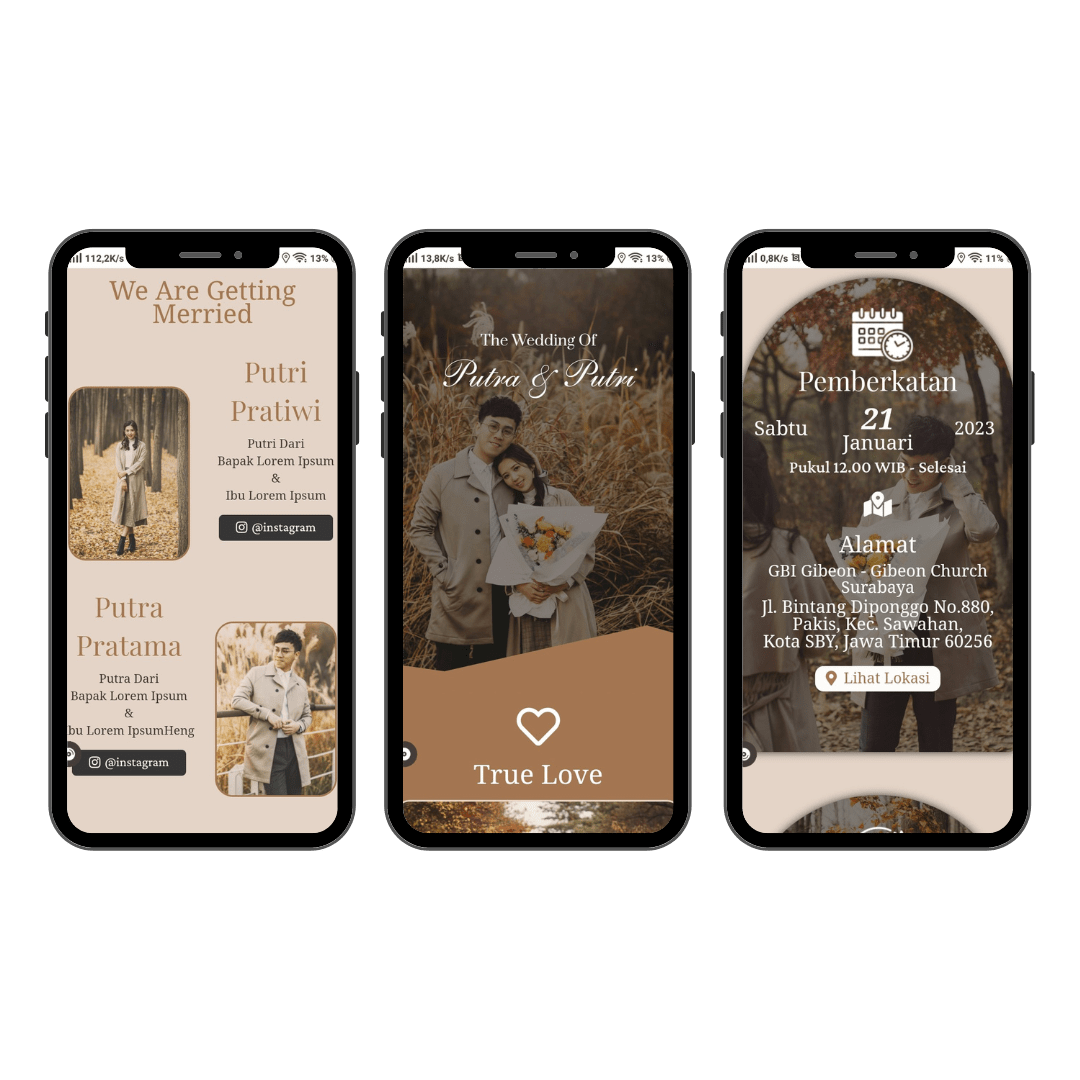 112,2K/s
13%
We Are Getting
Merried
Putri
Pratiwi
Putri Dari
Bapak Lorem Ipsum
&
Ibu Lorem Ipsum
@instagram
Putra
Pratama
Putra Dari
Bapak Lorem Ipsum
&
bu Lorem IpsumHeng
@instagram
13,8K/s
13%
The Wedding Of
Putra & Putri
True Love
0,8K/s
11%
Pemberkatan
Sabtu
21
Januari
2023
Pukul 12.00 WIB - Selesai
Alamat
GBI Gibeon - Gibeon Church
Surabaya
Jl. Bintang Diponggo No.880,
Pakis, Kec. Sawahan,
Kota SBY, Jawa Timur 60256
Lihat Lokasi